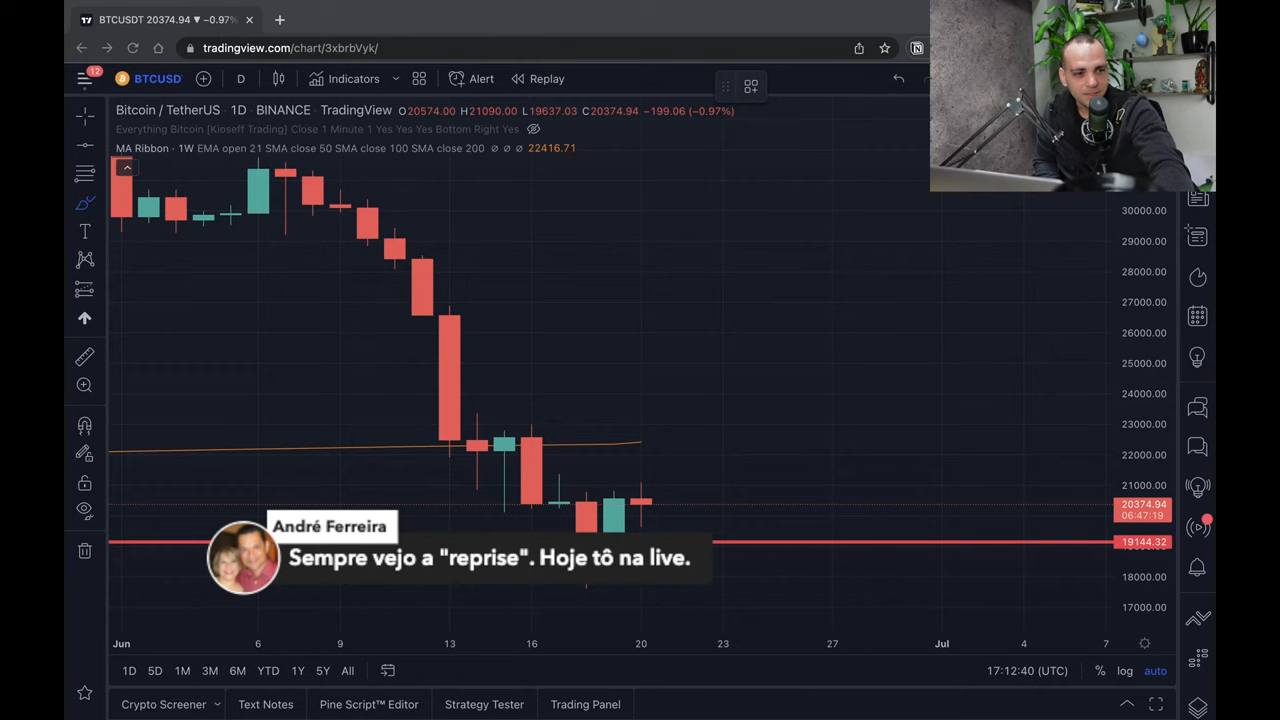 BTCUSDT 20374.94 ▼ −0.97%
tradingview.com/chart/3xbrbVyk/
12
BTCUSD
D
Indicators
Alert
Replay
Bitcoin / TetherUS · 1D · BINANCE · TradingView O20574.00 H21090.00 L19637.03 C20374.94 −199.06 (−0.97%)
Everything Bitcoin [Kioseff Trading] Close 1 Minute 1 Yes Yes Yes Bottom Right Yes
MA Ribbon · 1W EMA open 21 SMA close 50 SMA close 100 SMA close 200 ∅ ∅ ∅ 22416.71
30000.00
29000.00
28000.00
27000.00
26000.00
25000.00
24000.00
23000.00
22000.00
21000.00
20374.94
06:47:19
19144.32
18000.00
17000.00
André Ferreira
Sempre vejo a "reprise". Hoje tô na live.
Jun 6 9 13 16 20 23 27 Jul 4 7
1D 5D 1M 3M 6M YTD 1Y 5Y All
17:12:40 (UTC) % log auto
Crypto Screener Text Notes Pine Script™ Editor Strategy Tester Trading Panel